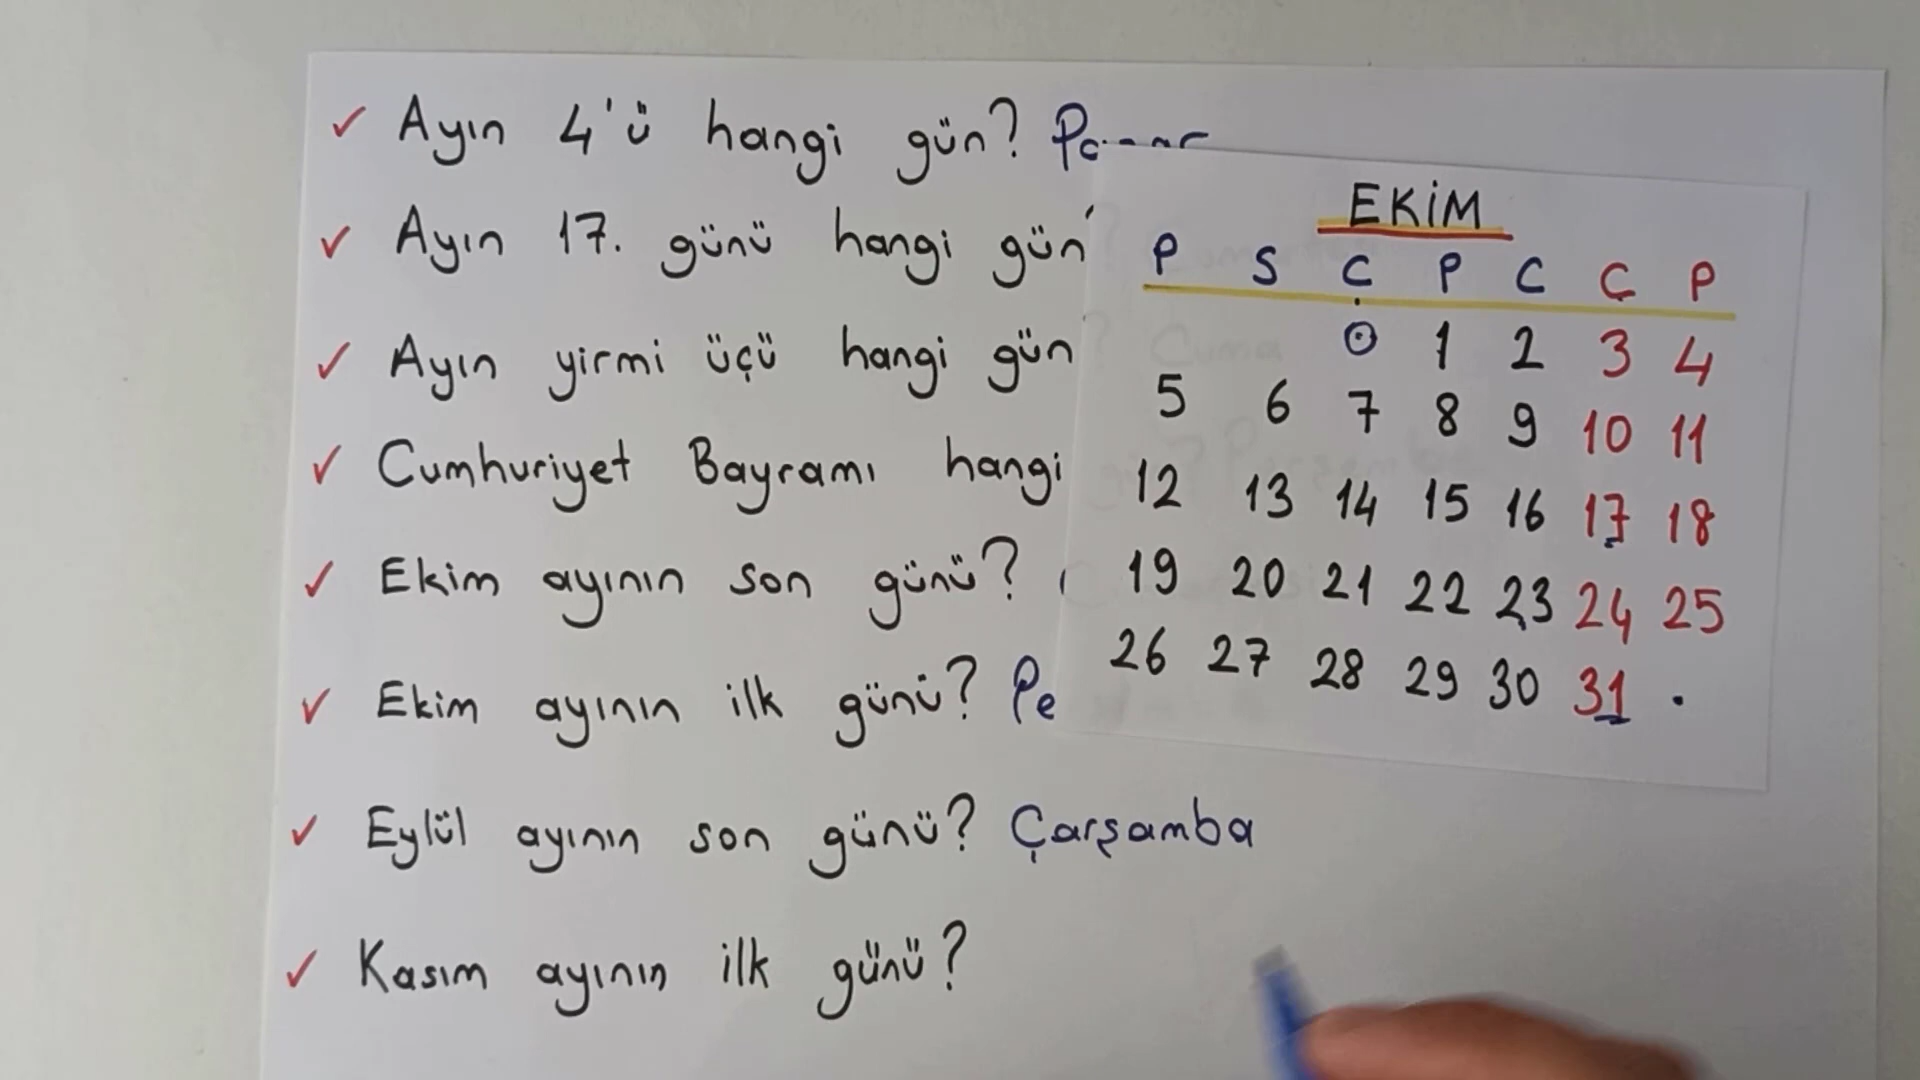 Ayın 4'ü hangi gün?
Ayın 17. günü hangi gün
Ayın yirmi üçü hangi gün
Cumhuriyet Bayramı hangi
Ekim ayının son günü?
Ekim ayının ilk günü? Pe
Eylül ayının son günü? Çarşamba
Kasım ayının ilk günü?
EKİM
P S Ç P C C P
1 2 3 4
5 6 7 8 9 10 11
12 13 14 15 16 17 18
19 20 21 22 23 24 25
26 27 28 29 30 31 .